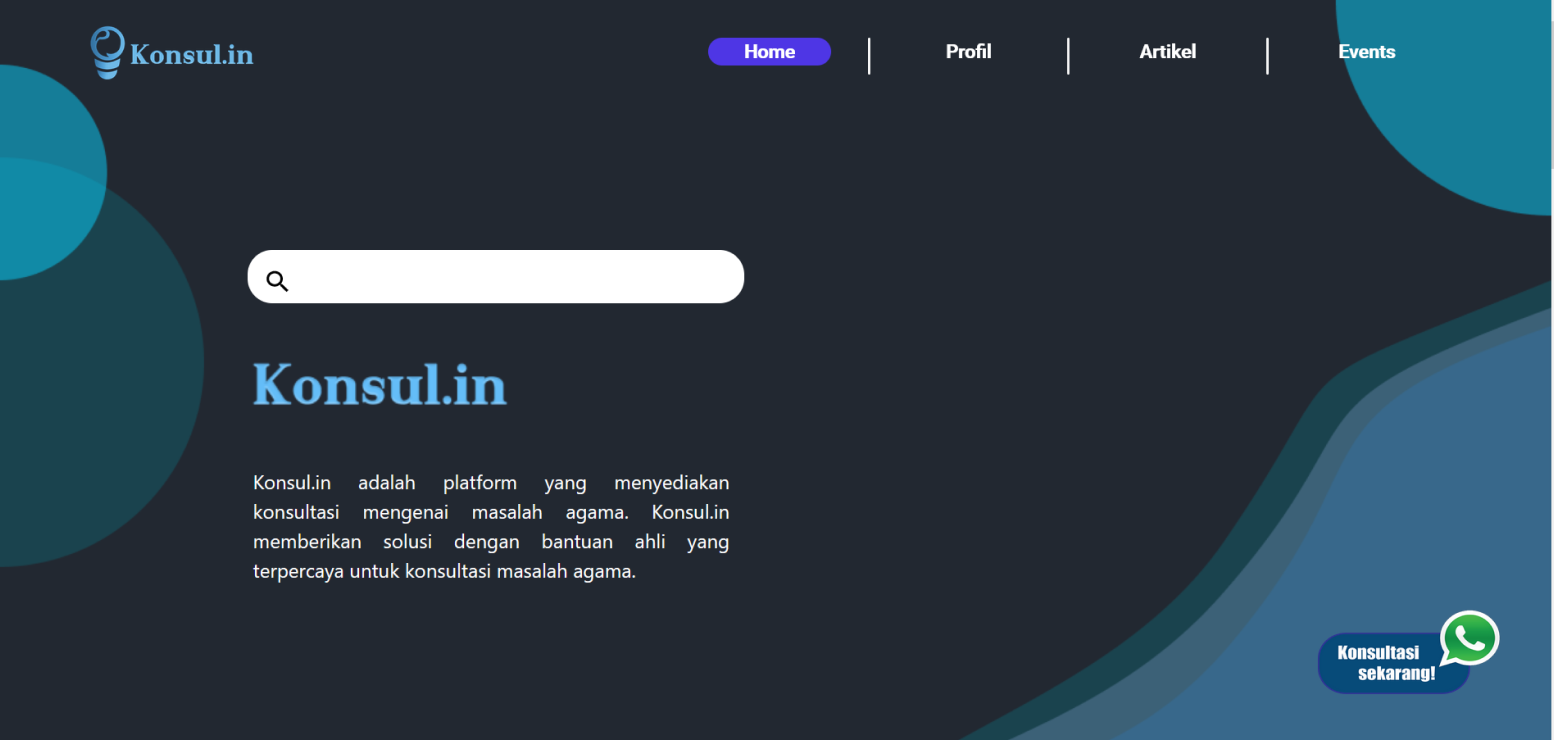 Konsul.in
Home
Profil
Artikel
Events
Konsul.in
Konsul.in adalah platform yang menyediakan
konsultasi mengenai masalah agama. Konsul.in
memberikan solusi dengan bantuan ahli yang
terpercaya untuk konsultasi masalah agama.
Konsultasi
sekarang!